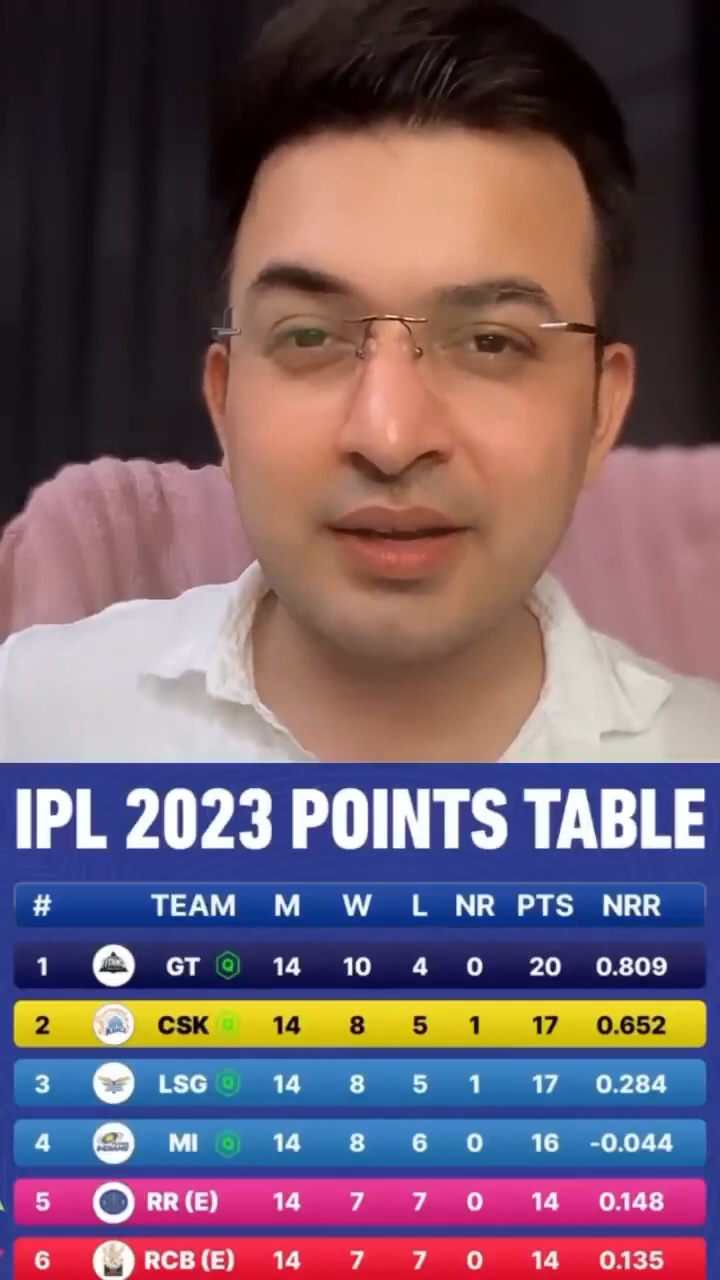 IPL 2023 POINTS TABLE
# TEAM M W L NR PTS NRR
1 GT Q 14 10 4 0 20 0.809
2 CSK Q 14 8 5 1 17 0.652
3 LSG Q 14 8 5 1 17 0.284
4 MI Q 14 8 6 0 16 -0.044
5 RR (E) 14 7 7 0 14 0.148
6 RCB (E) 14 7 7 0 14 0.135